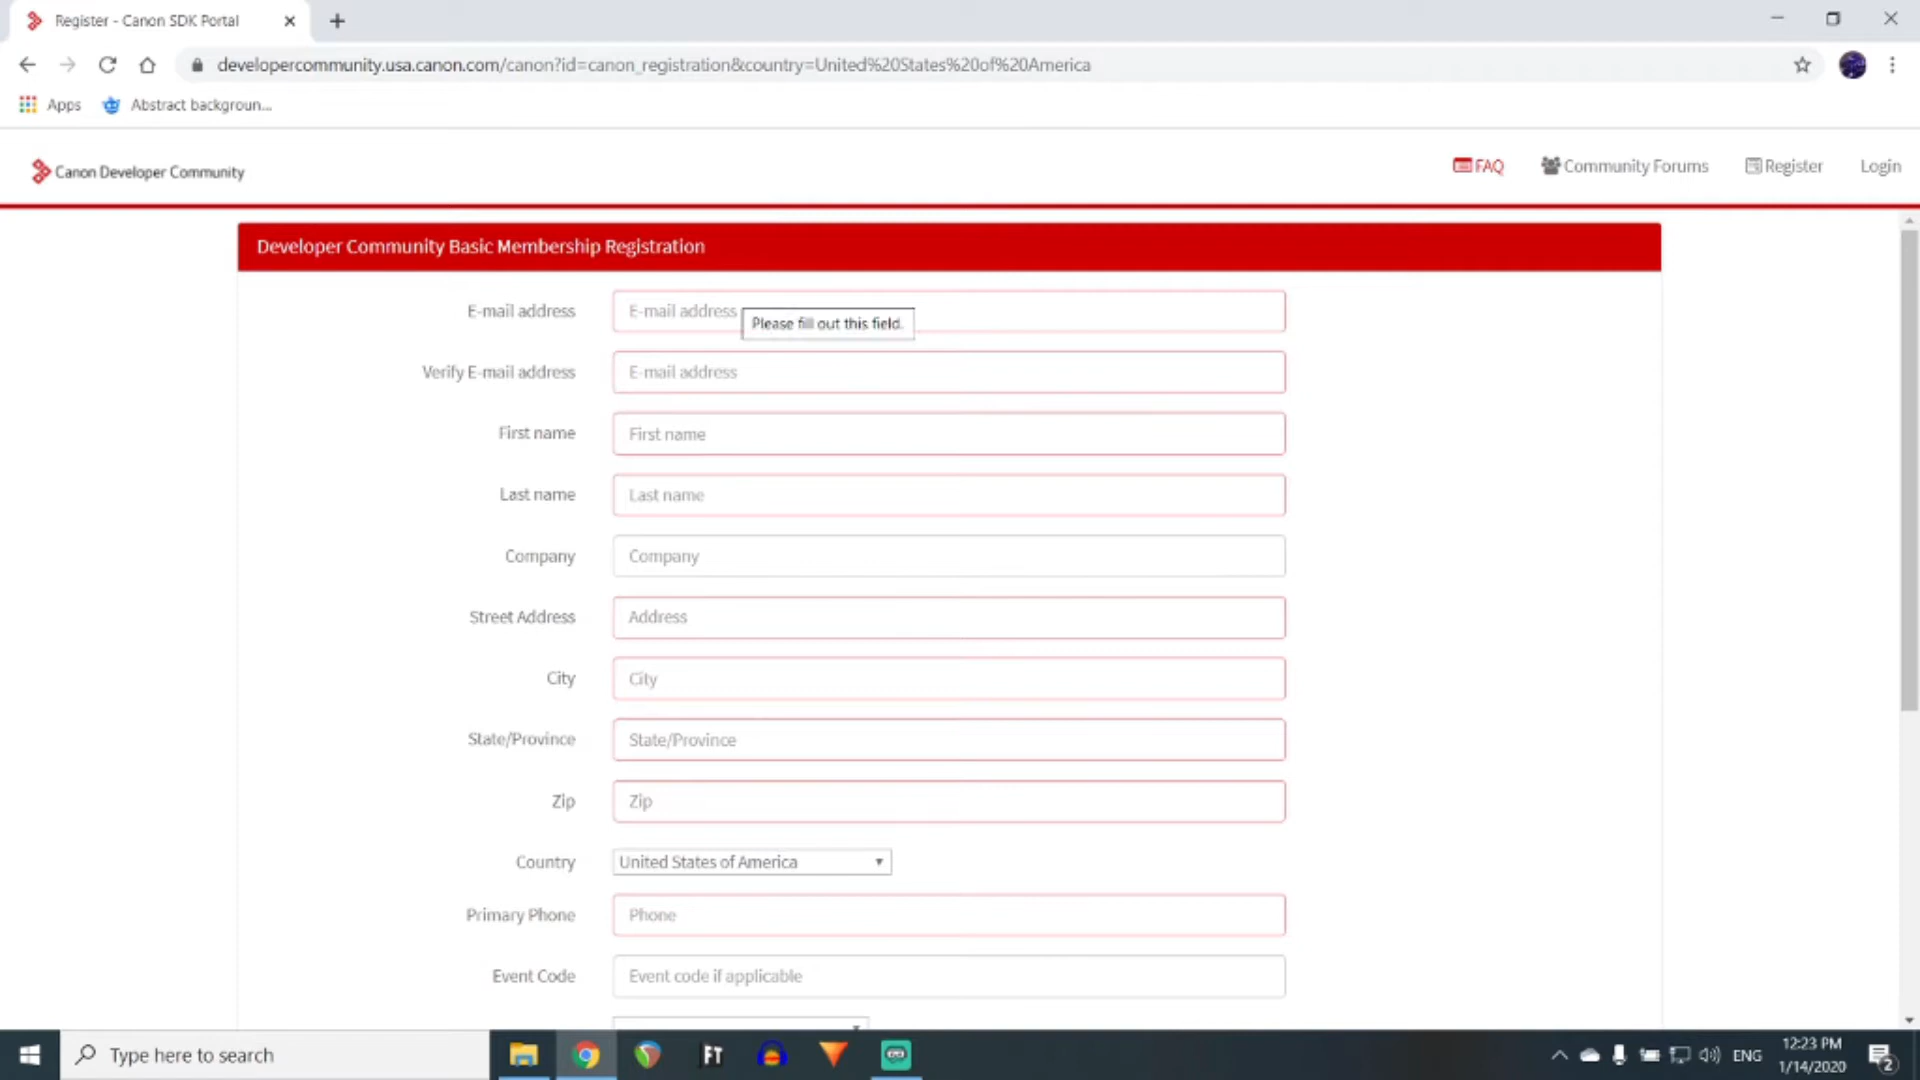 Register - Canon SDK Portal
developercommunity.usa.canon.com/canon?id=canon_registration&country=United%20States%20of%20America
Apps
Abstract backgroun...
Canon Developer Community
FAQ
Community Forums
Register
Login
Developer Community Basic Membership Registration
E-mail address
E-mail address
Please fill out this field.
Verify E-mail address
E-mail address
First name
First name
Last name
Last name
Company
Company
Street Address
Address
City
City
State/Province
State/Province
Zip
Zip
Country
United States of America
Primary Phone
Phone
Event Code
Event code if applicable
Type here to search
FT
ENG
12:23 PM
1/14/2020
2